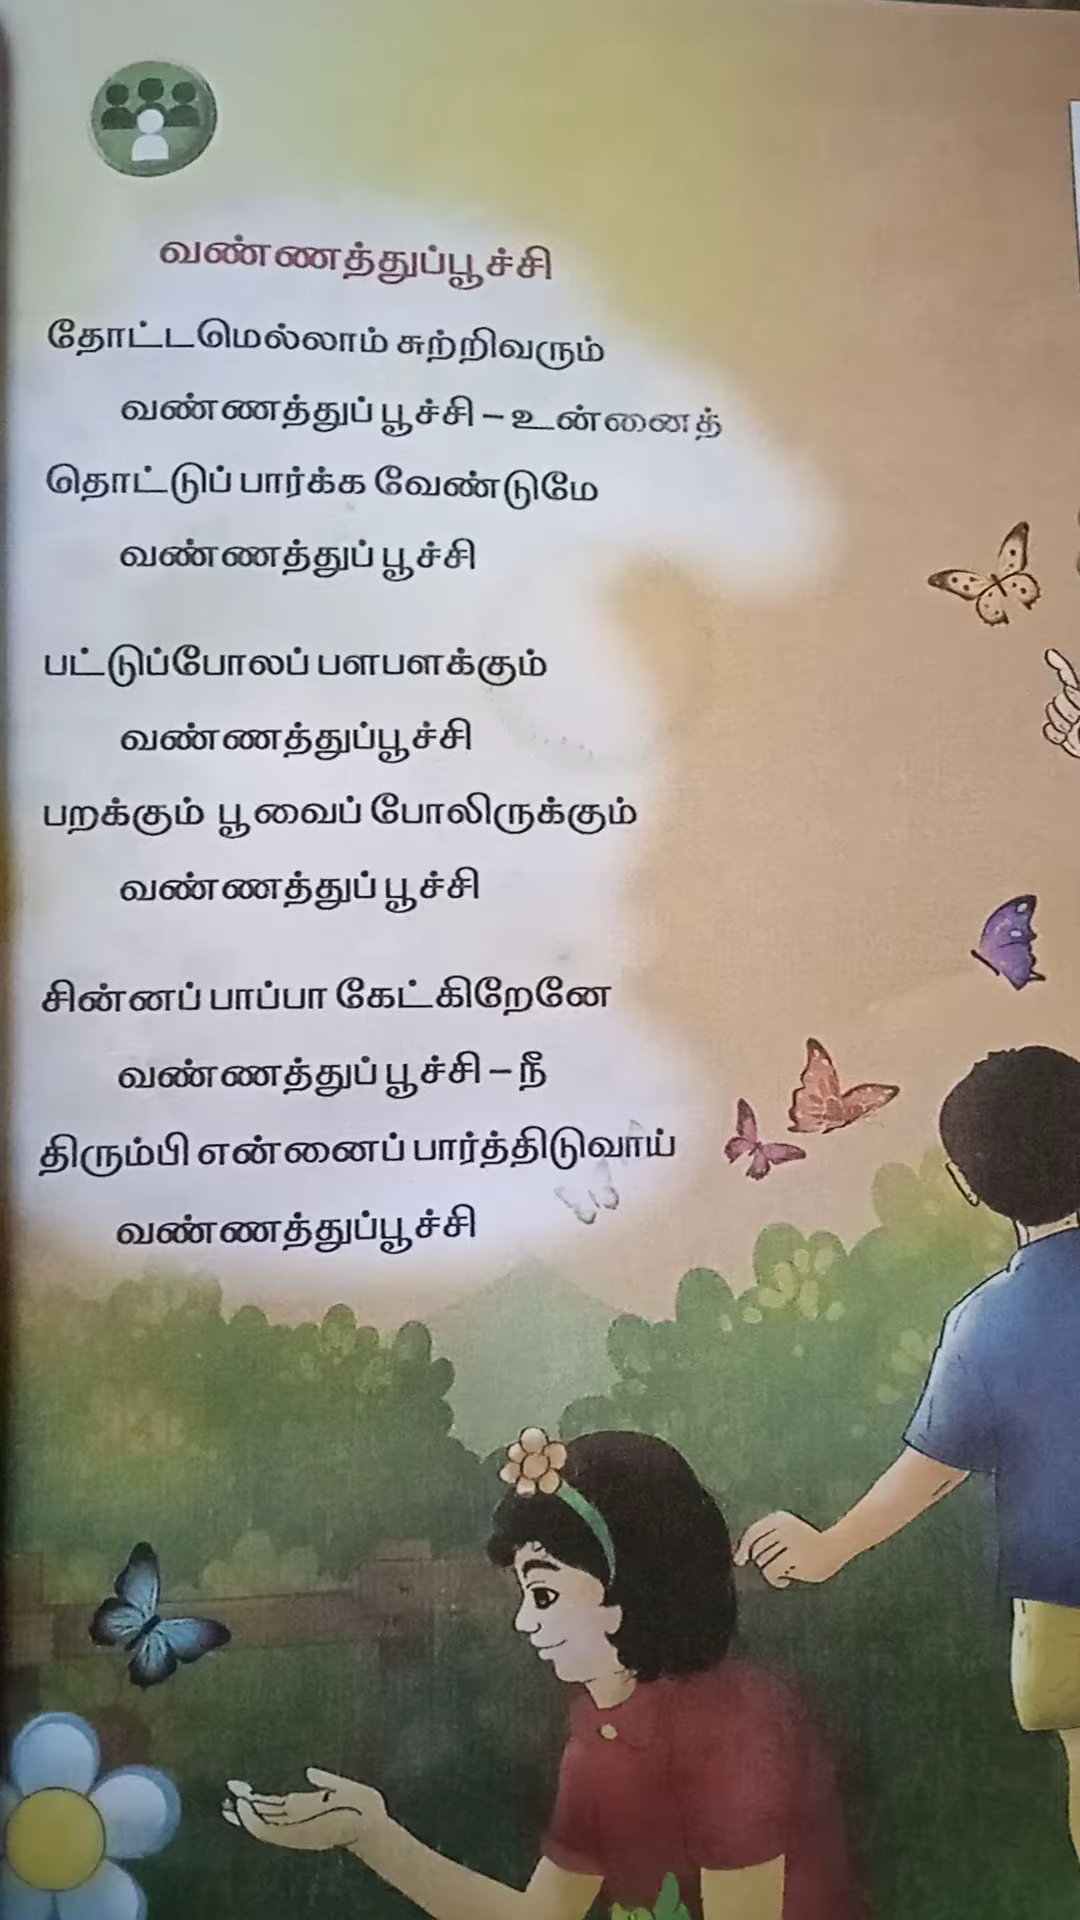 வண்ணத்துப்பூச்சி
தோட்டமெல்லாம் சுற்றிவரும்
வண்ணத்துப் பூச்சி – உன்னைத்
தொட்டுப் பார்க்க வேண்டுமே
வண்ணத்துப் பூச்சி
பட்டுப்போலப் பளபளக்கும்
வண்ணத்துப்பூச்சி
பறக்கும் பூவைப் போலிருக்கும்
வண்ணத்துப் பூச்சி
சின்னப் பாப்பா கேட்கிறேனே
வண்ணத்துப் பூச்சி – நீ
திரும்பி என்னைப் பார்த்திடுவாய்
வண்ணத்துப்பூச்சி